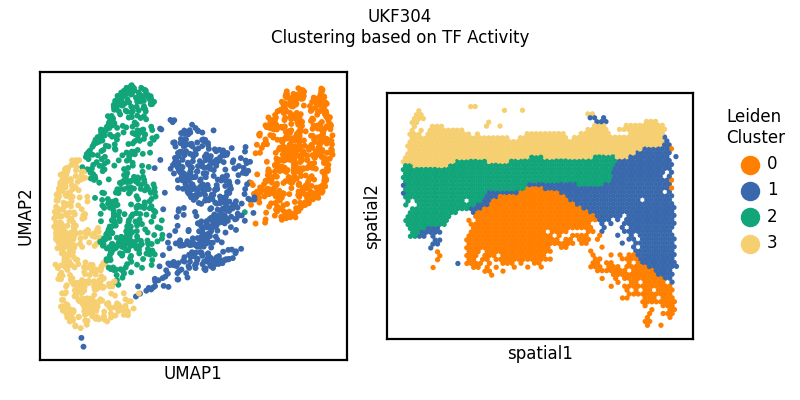 UKF304
Clustering based on TF Activity
UMAP2
UMAP1
spatial2
spatial1
Leiden
Cluster
0
1
2
3